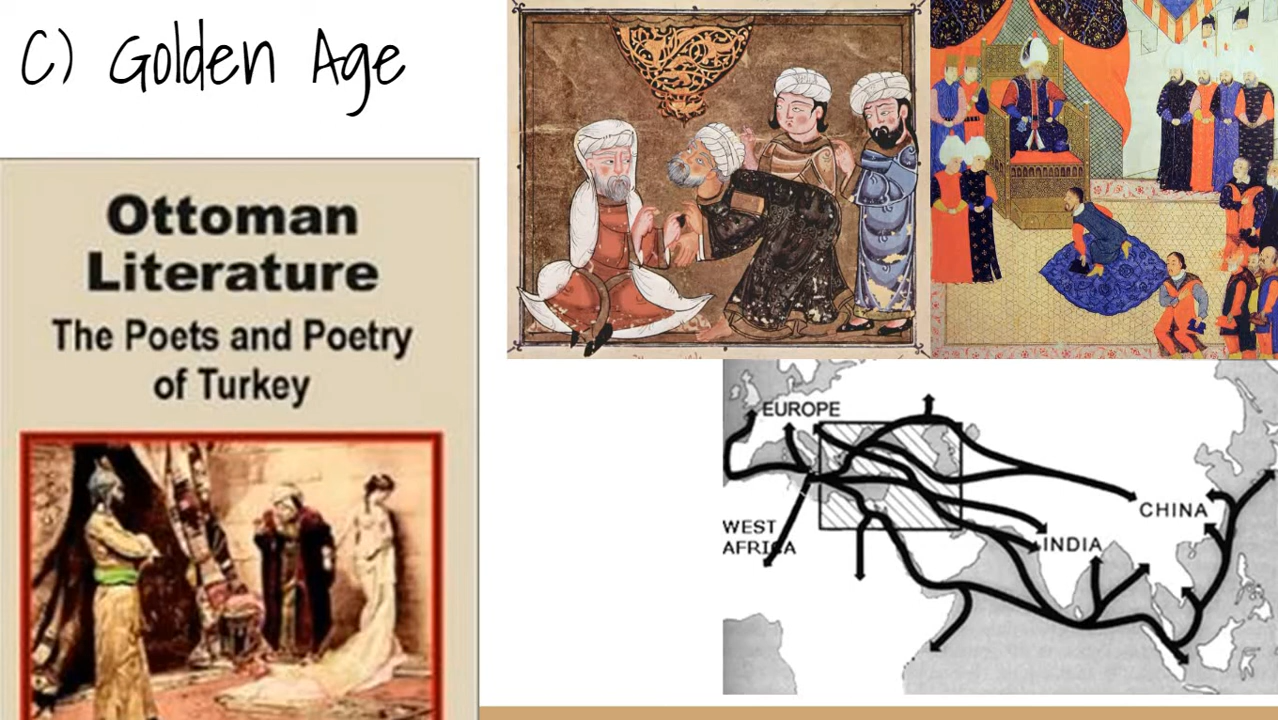 C) Golden Age
Ottoman
Literature
The Poets and Poetry
of Turkey
EUROPE
WEST
AFRICA
CHINA
INDIA